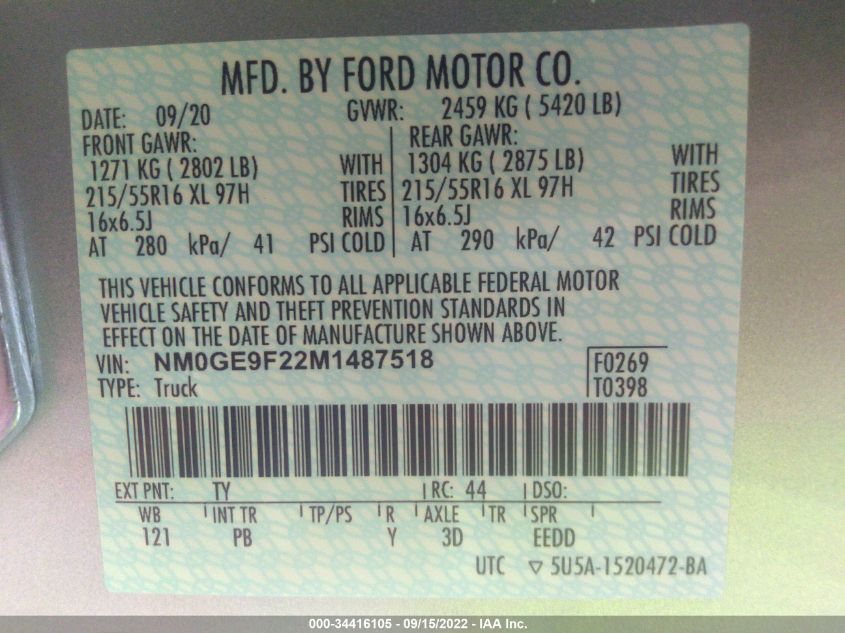 MFD. BY FORD MOTOR CO.
DATE: 09/20 GVWR: 2459 KG ( 5420 LB)
FRONT GAWR: REAR GAWR:
1271 KG ( 2802 LB) WITH 1304 KG ( 2875 LB) WITH
215/55R16 XL 97H TIRES 215/55R16 XL 97H TIRES
16x6.5J RIMS 16x6.5J RIMS
AT 280 kPa/ 41 PSI COLD AT 290 kPa/ 42 PSI COLD
THIS VEHICLE CONFORMS TO ALL APPLICABLE FEDERAL MOTOR
VEHICLE SAFETY AND THEFT PREVENTION STANDARDS IN
EFFECT ON THE DATE OF MANUFACTURE SHOWN ABOVE.
VIN: NM0GE9F22M1487518 F0269
TYPE: Truck T0398
EXT PNT: TY RC: 44 DSO:
WB INT TR TP/PS R AXLE TR SPR
121 PB Y 3D EEDD
UTC ▽ 5U5A-1520472-BA
000-34416105 - 09/15/2022 - IAA Inc.